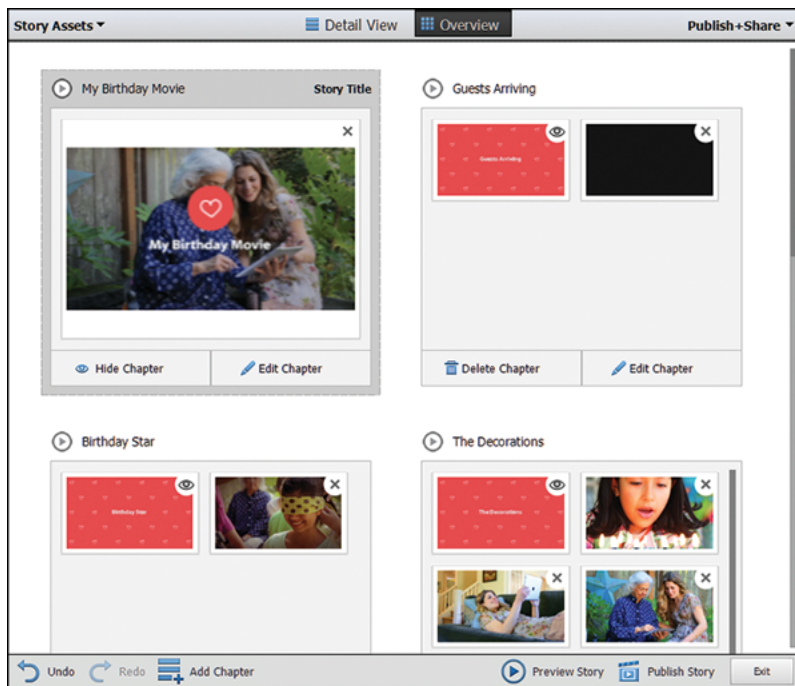 Story Assets
Detail View
Overview
Publish+Share
My Birthday Movie
Story Title
My Birthday Movie
Hide Chapter
Edit Chapter
Guests Arriving
Guests Arriving
Delete Chapter
Edit Chapter
Birthday Star
Birthday Star
The Decorations
The Decorations
Undo
Redo
Add Chapter
Preview Story
Publish Story
Exit